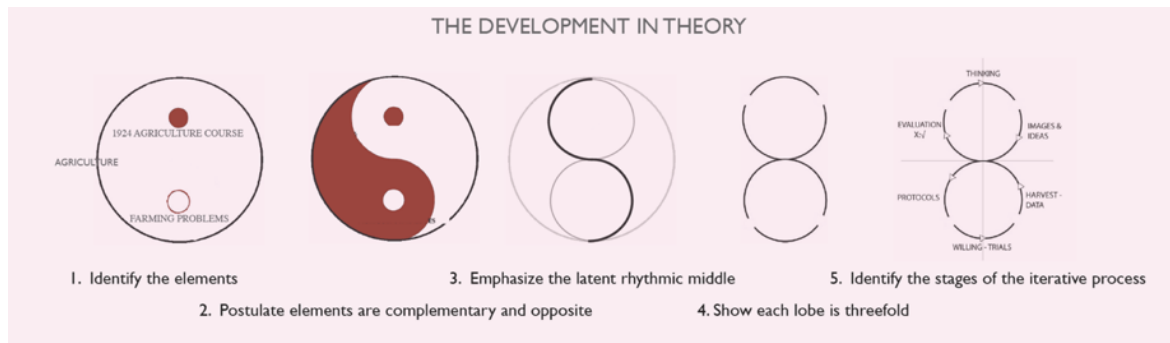 THE DEVELOPMENT IN THEORY
1924 AGRICULTURE COURSE
AGRICULTURE
FARMING PROBLEMS
THINKING
EVALUATION
X:√
IMAGES &
IDEAS
PROTOCOLS
HARVEST -
DATA
WILLING - TRIALS
1. Identify the elements
3. Emphasize the latent rhythmic middle
5. Identify the stages of the iterative process
2. Postulate elements are complementary and opposite
4. Show each lobe is threefold